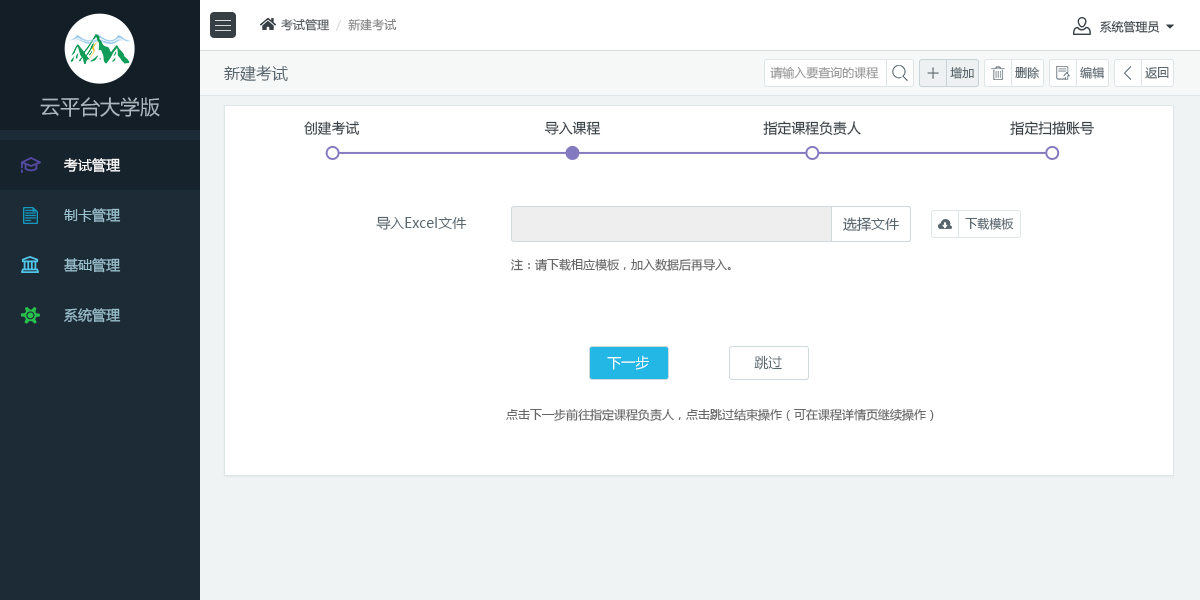 云平台大学版
考试管理
制卡管理
基础管理
系统管理
考试管理 / 新建考试
系统管理员
新建考试
请输入要查询的课程
增加
删除
编辑
返回
创建考试
导入课程
指定课程负责人
指定扫描账号
导入Excel文件
选择文件
下载模板
注：请下载相应模板，加入数据后再导入。
下一步
跳过
点击下一步前往指定课程负责人，点击跳过结束操作（可在课程详情页继续操作）